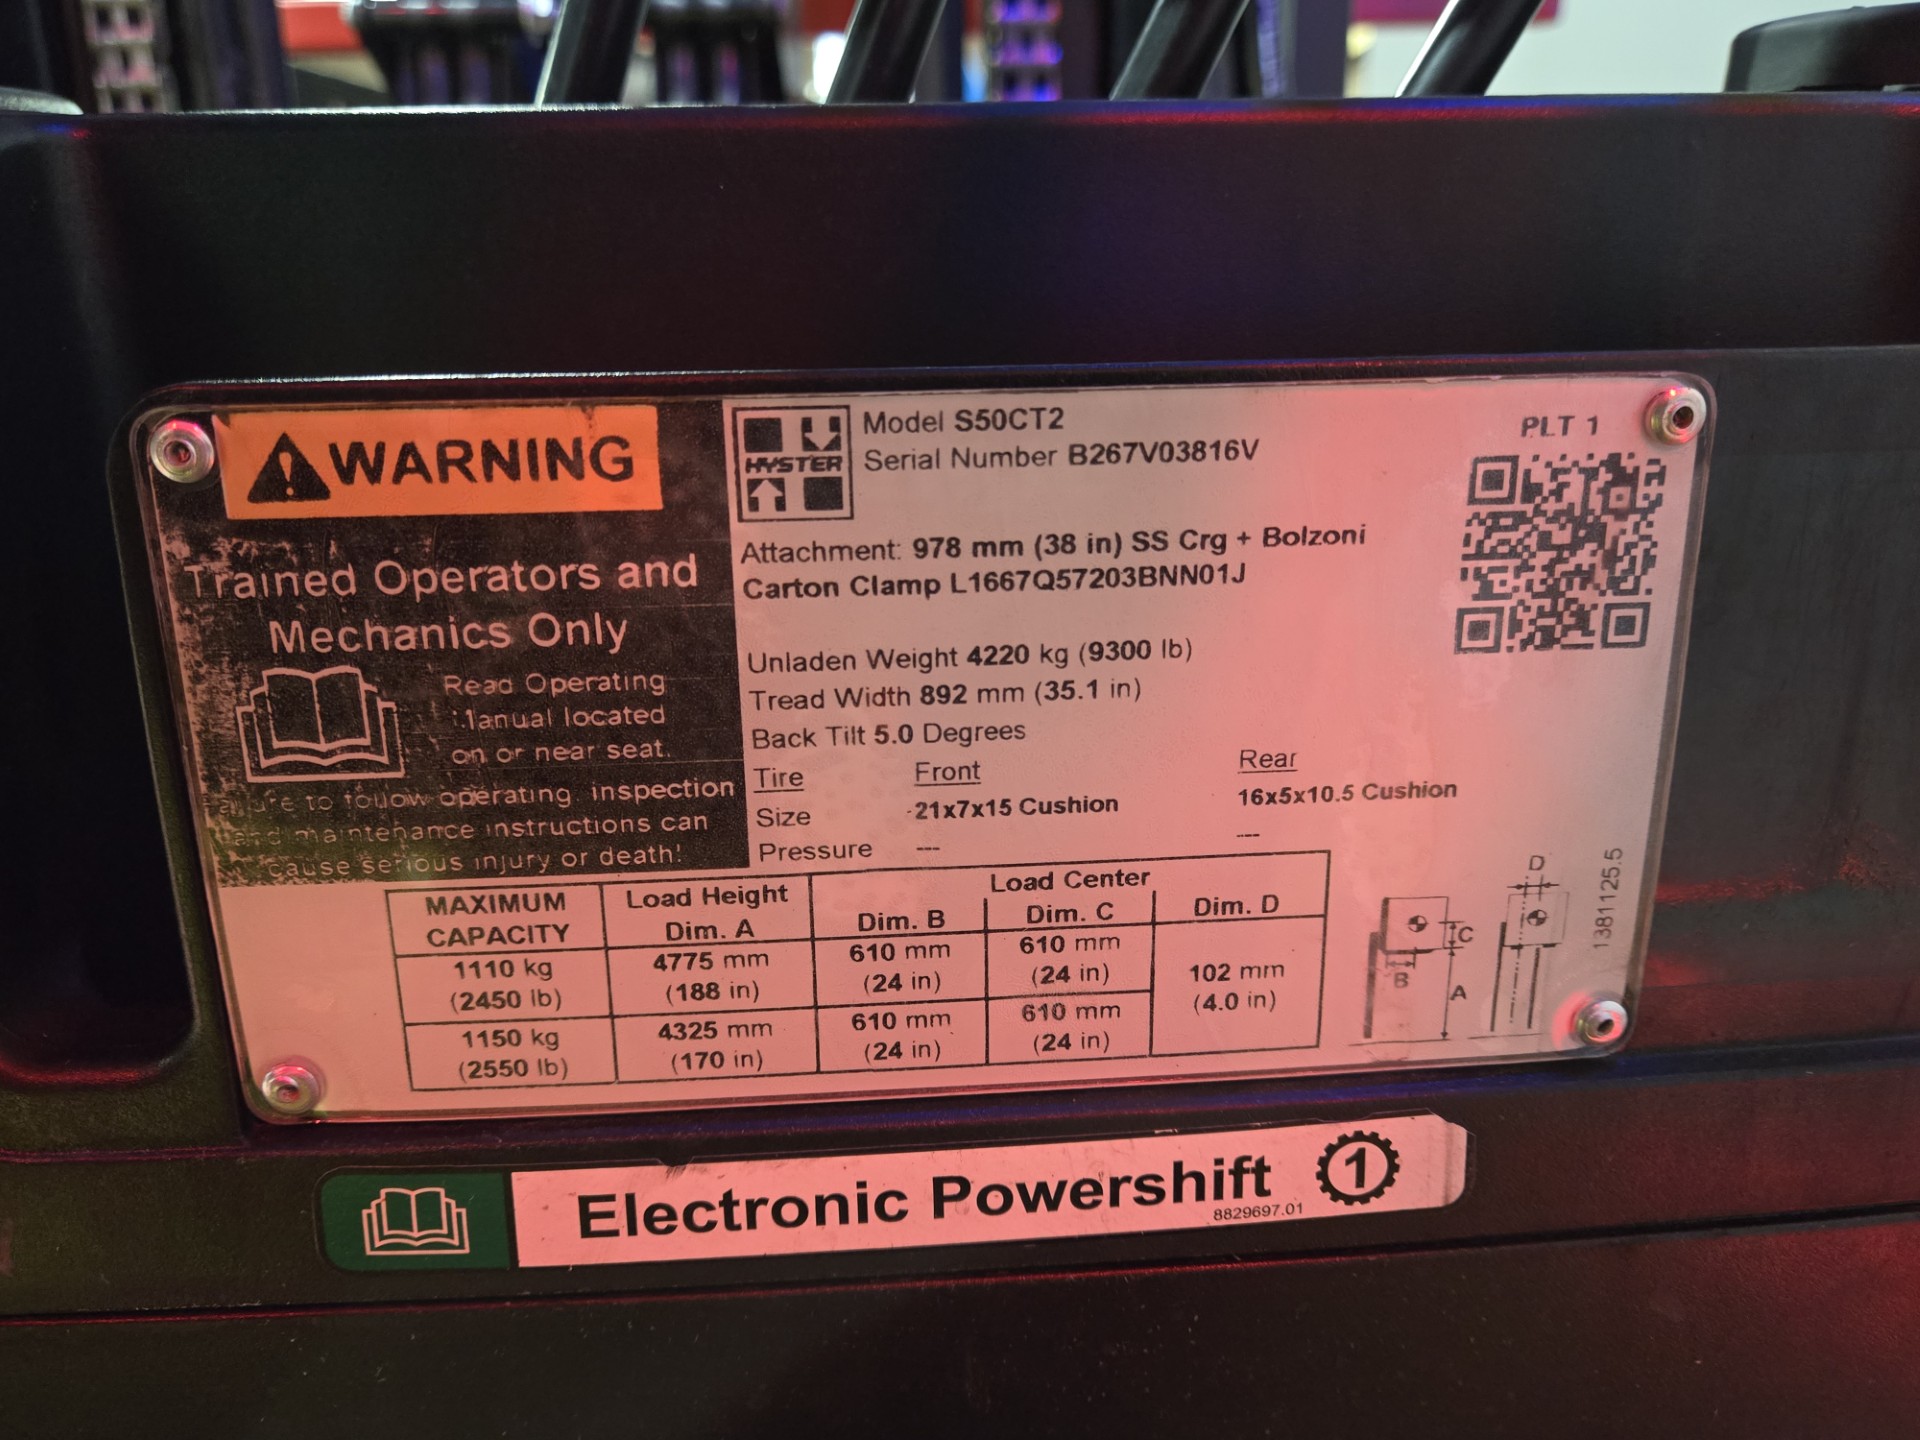 WARNING
Trained Operators and
Mechanics Only
Read Operating
Manual located
on or near seat.
Failure to follow operating, inspection
and maintenance instructions can
cause serious injury or death!
HYSTER
Model S50CT2
Serial Number B267V03816V
PLT 1
Attachment: 978 mm (38 in) SS Crg + Bolzoni
Carton Clamp L1667Q57203BNN01J
Unladen Weight 4220 kg (9300 lb)
Tread Width 892 mm (35.1 in)
Back Tilt 5.0 Degrees
Tire Front Rear
Size 21x7x15 Cushion 16x5x10.5 Cushion
Pressure --- ---
MAXIMUM CAPACITY
Load Height
Dim. A
Load Center
Dim. B Dim. C Dim. D
1110 kg 4775 mm 610 mm 610 mm 102 mm
(2450 lb) (188 in) (24 in) (24 in) (4.0 in)
1150 kg 4325 mm 610 mm 610 mm
(2550 lb) (170 in) (24 in) (24 in)
D
C
B
A
1381125.5
Electronic Powershift 1
8829697.01